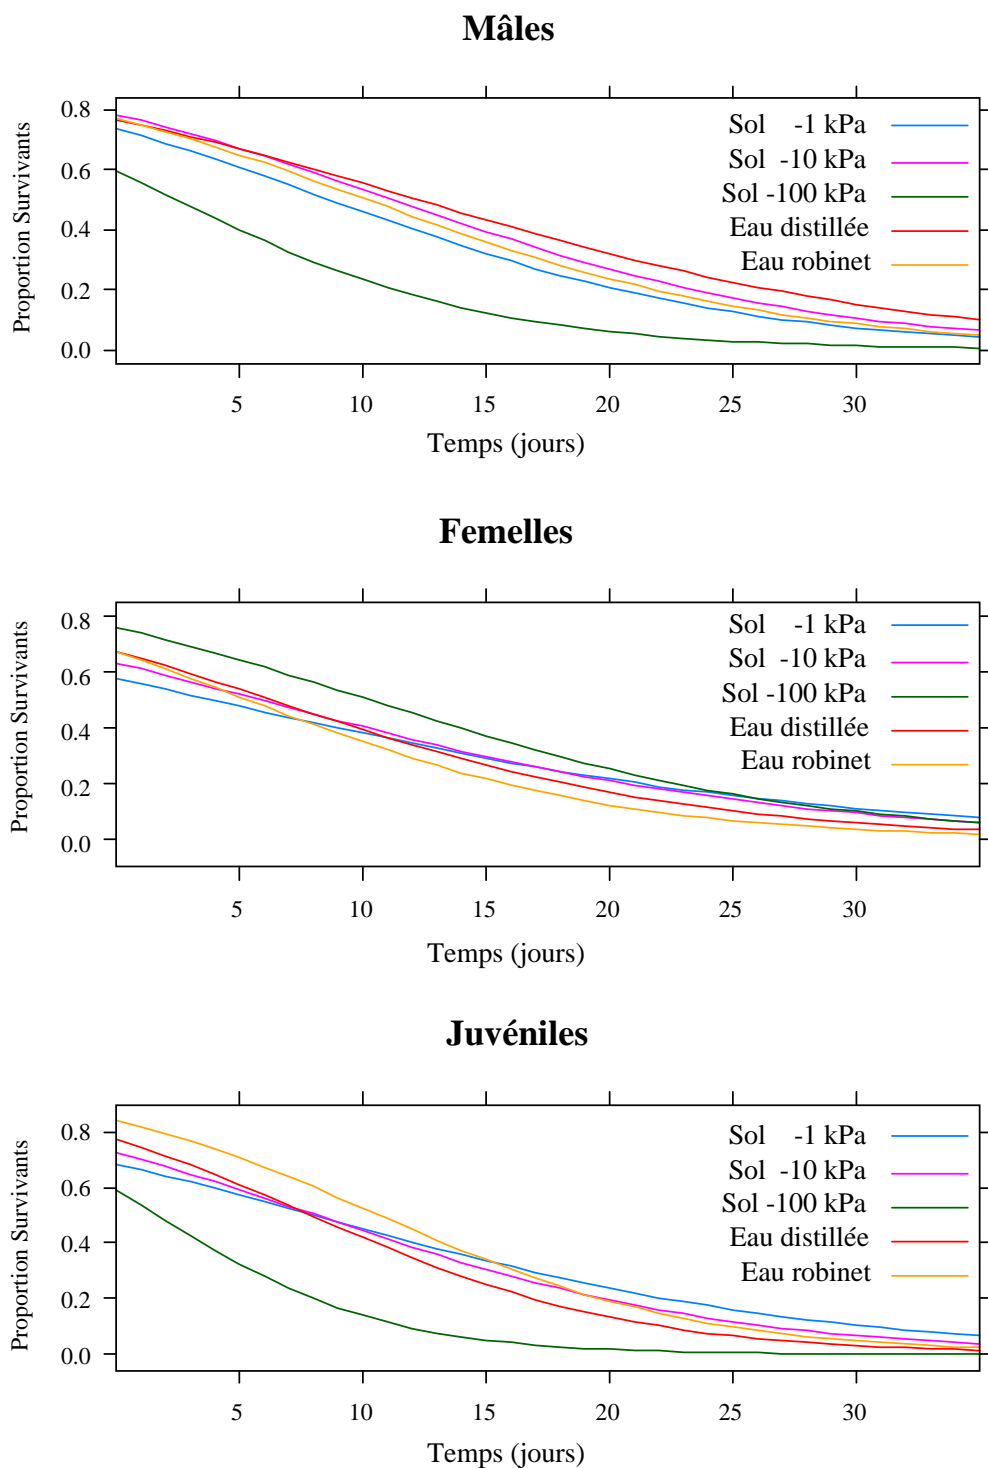 Mâles
Proportion Survivants
0.8
0.6
0.4
0.2
0.0
Sol -1 kPa
Sol -10 kPa
Sol -100 kPa
Eau distillée
Eau robinet
5 10 15 20 25 30
Temps (jours)
Femelles
Proportion Survivants
0.8
0.6
0.4
0.2
0.0
Sol -1 kPa
Sol -10 kPa
Sol -100 kPa
Eau distillée
Eau robinet
5 10 15 20 25 30
Temps (jours)
Juvéniles
Proportion Survivants
0.8
0.6
0.4
0.2
0.0
Sol -1 kPa
Sol -10 kPa
Sol -100 kPa
Eau distillée
Eau robinet
5 10 15 20 25 30
Temps (jours)